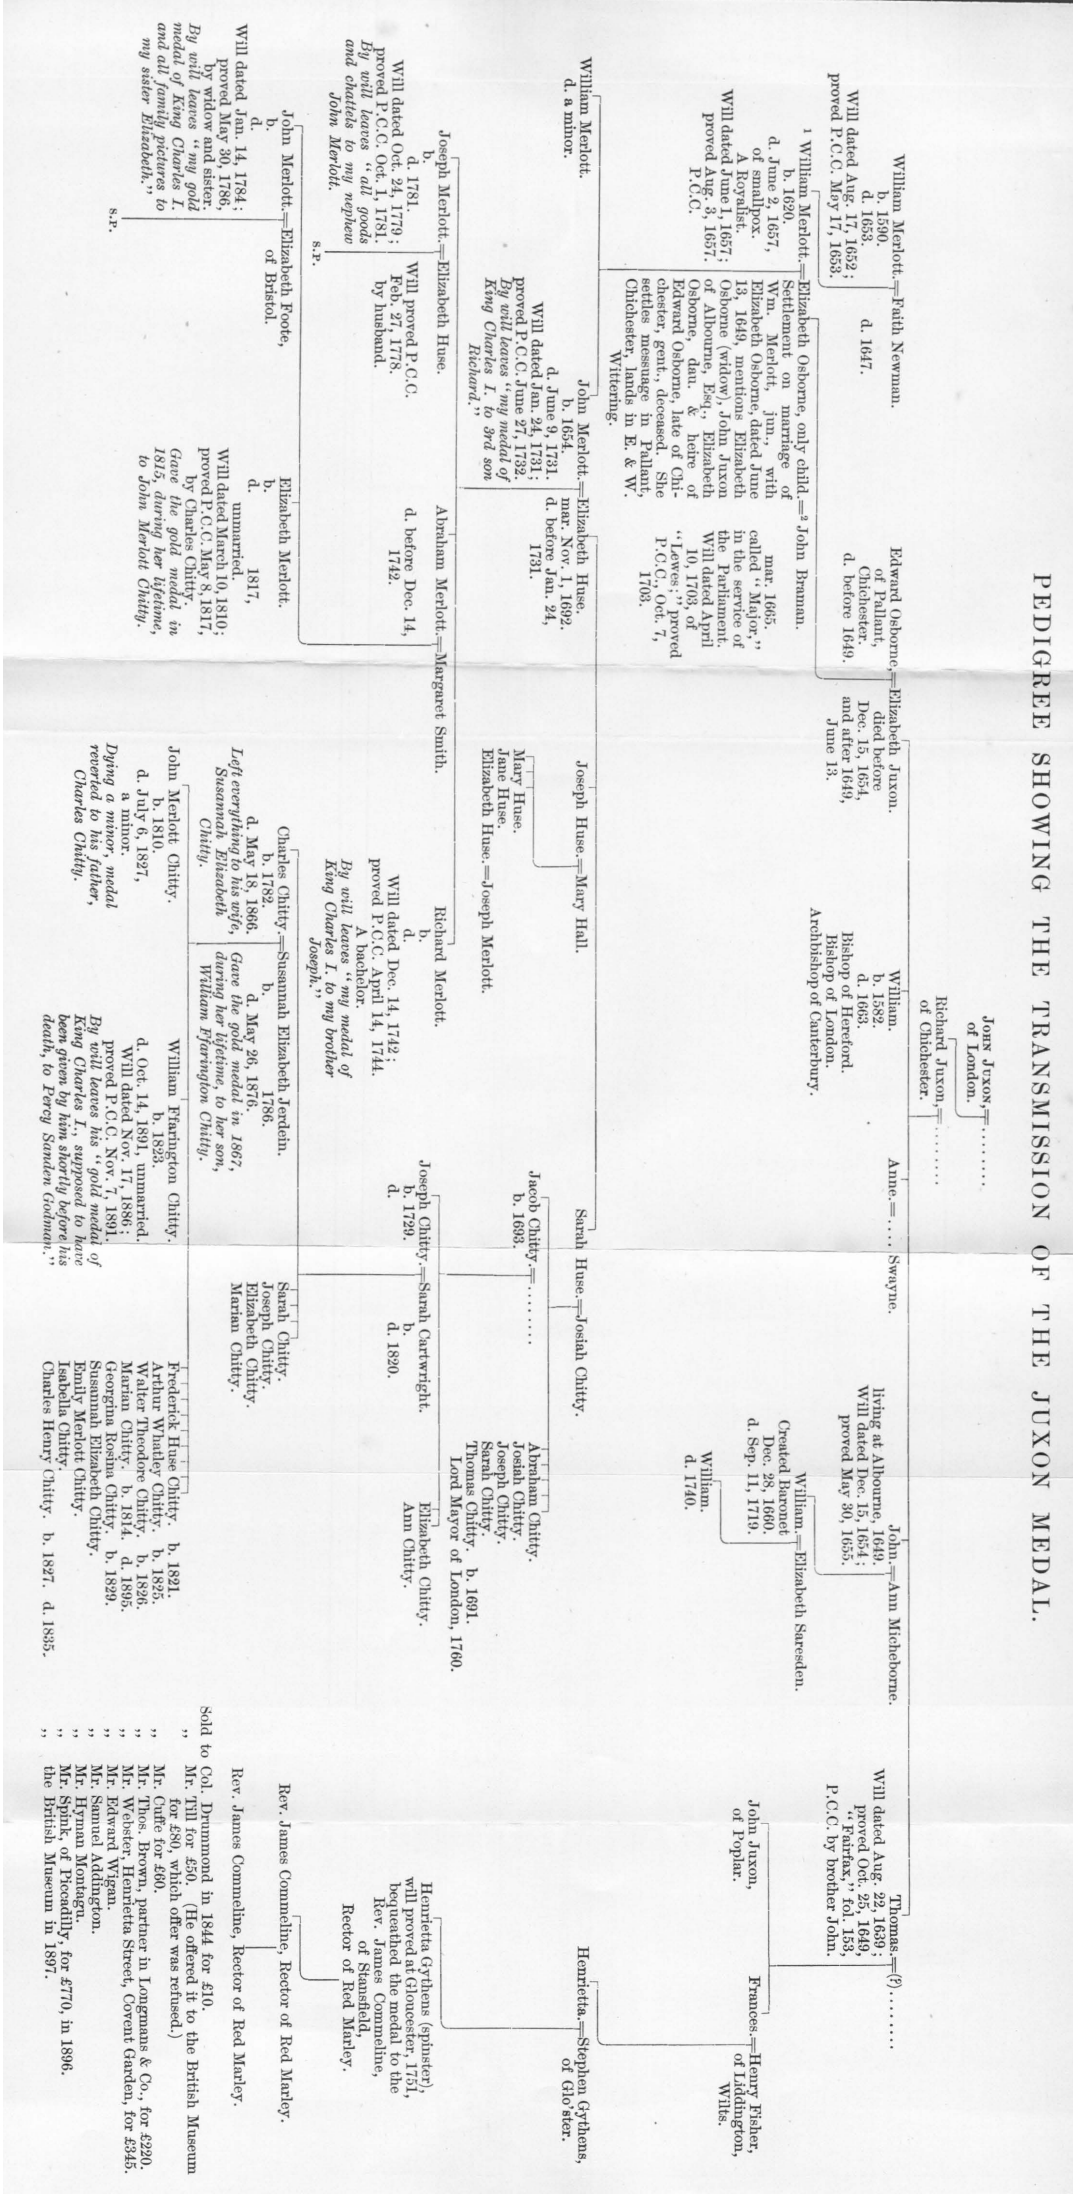 PEDIGREE SHOWING THE TRANSMISSION OF THE JUXON MEDAL.
JOHN JUXON,=........
of London.
Richard Juxon,=........
of Chichester.
William Merlott.=Faith Newman.
b. 1590.
d. 1653.
Will dated Aug. 17, 1652;
proved P.C.C. May 17, 1653.
d. 1647.
Edward Osborne,=Elizabeth Juxon.
of Pallant,
Chichester.
d. before 1649.
died before
Dec. 15, 1654,
and after 1649,
June 13.
William.
b. 1582.
d. 1663.
Bishop of Hereford.
Bishop of London.
Archbishop of Canterbury.
Anne.=.... Swayne.
John.=Ann Micheborne.
living at Albourne, 1649.
Will dated Dec. 15, 1654;
proved May 30, 1655.
Thomas.=(?)........
Will dated Aug. 22, 1639;
proved Oct. 25, 1649,
"Fairfax," fol. 153,
P.C.C. by brother John.
1 William Merlott.=Elizabeth Osborne, only child.=2 John Braman.
b. 1620.
d. June 2, 1657,
of smallpox.
A Royalist.
Will dated June 1, 1657;
proved Aug. 3, 1657.
P.C.C.
Settlement on marriage of
Wm. Merlott, jun., with
Elizabeth Osborne, dated June
13, 1649, mentions Elizabeth
Osborne (widow), John Juxon
of Albourne, Esq., Elizabeth
Osborne, dau. & heire of
Edward Osborne, late of Chi-
chester, gent., deceased. She
settles messuage in Pallant,
Chichester, lands in E. & W.
Wittering.
mar. 1665.
called "Major,"
in the service of
the Parliament.
Will dated April
10, 1703, of
"Lewes;" proved
P.C.C., Oct. 7,
1703.
William.=Elizabeth Saresden.
Created Baronet
Dec. 28, 1660.
d. Sep. 11, 1719.
William.
d. 1740.
John Juxon,
of Poplar.
Frances.=Henry Fisher,
of Liddington,
Wilts.
William Merlott.
d. a minor.
John Merlott.=Elizabeth Huse.
b. 1654.
d. June 9, 1731.
Will dated Jan. 24, 1731;
proved P.C.C. June 27, 1732.
By will leaves "my medal of
King Charles I. to 3rd son
Richard."
mar. Nov. 1, 1692.
d. before Jan. 24,
1731.
Joseph Huse.=Mary Hall.
Mary Huse.
Jane Huse.
Elizabeth Huse.=Joseph Merlott.
Sarah Huse.=Josiah Chitty.
Jacob Chitty.=........
b. 1693.
Abraham Chitty.
Josiah Chitty.
Joseph Chitty.
Sarah Chitty.
Thomas Chitty. b. 1691.
Lord Mayor of London, 1760.
Henrietta.=Stephen Gythens,
of Glo'ster.
Joseph Merlott.=Elizabeth Huse.
b.
d. 1781.
Will dated Oct. 24, 1779;
proved P.C.C. Oct. 1, 1781.
By will leaves "all goods
and chattels to my nephew
John Merlott.
Will proved P.C.C.
Feb. 27, 1778.
by husband.
S.P.
Abraham Merlott.=Margaret Smith.
d. before Dec. 14,
1742.
Richard Merlott.
b.
d.
A bachelor.
Will dated Dec. 14, 1742;
proved P.C.C. April 14, 1744.
By will leaves "my medal of
King Charles I. to my brother
Joseph."
Joseph Chitty.=Sarah Cartwright.
b. 1729.
d.
b.
d. 1820.
Elizabeth Chitty.
Ann Chitty.
Henrietta Gythens (spinster),
will proved at Gloucester, 1751,
bequeathed the medal to the
Rev. James Commeline,
of Stansfield,
Rector of Red Marley.
John Merlott.=Elizabeth Foote,
b.
d.
of Bristol.
Will dated Jan. 14, 1784;
proved May 30, 1786,
by widow and sister.
By will leaves "my gold
medal of King Charles I.
and all family pictures to
my sister Elizabeth."
S.P.
Elizabeth Merlott.
b.
d. 1817,
unmarried.
Will dated March 10, 1810;
proved P.C.C. May 8, 1817,
by Charles Chitty.
Gave the gold medal in
1815, during her lifetime,
to John Merlott Chitty.
Charles Chitty.=Susannah Elizabeth Jerdein.
b. 1782.
d. May 18, 1866.
Left everything to his wife,
Susannah Elizabeth
Chitty.
b. 1786.
d. May 26, 1876.
Gave the gold medal in 1867,
during her lifetime, to her son,
William Ffarington Chitty.
Sarah Chitty.
Joseph Chitty.
Elizabeth Chitty.
Marian Chitty.
Rev. James Commeline, Rector of Red Marley.
Rev. James Commeline, Rector of Red Marley.
John Merlott Chitty.
b. 1810.
d. July 6, 1827,
a minor.
Dying a minor, medal
reverted to his father,
Charles Chitty.
William Ffarington Chitty.
b. 1823.
d. Oct. 14, 1891, unmarried.
Will dated Nov. 17, 1886;
proved P.C.C. Nov. 7, 1891.
By will leaves his "gold medal of
King Charles I., supposed to have
been given by him shortly before his
death, to Percy Sanden Godman."
Frederick Huse Chitty. b. 1821.
Arthur Whatley Chitty. b. 1825.
Walter Theodore Chitty. b. 1826.
Marian Chitty. b. 1814. d. 1895.
Georgina Rosina Chitty. b. 1829.
Susannah Elizabeth Chitty.
Emily Merlott Chitty.
Isabella Chitty.
Charles Henry Chitty. b. 1827. d. 1835.
Sold to Col. Drummond in 1844 for £10.
,, Mr. Till for £50. (He offered it to the British Museum
for £80, which offer was refused.)
,, Mr. Cuffe for £60.
,, Mr. Thos. Brown, partner in Longmans & Co., for £220.
,, Mr. Webster, Henrietta Street, Covent Garden, for £345.
,, Mr. Edward Wigan.
,, Mr. Samuel Addington.
,, Mr. Hyman Montagu.
,, Mr. Spink, of Piccadilly, for £770, in 1896.
,, the British Museum in 1897.